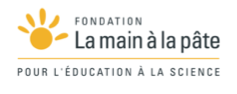 FONDATION
La main à la pâte
POUR L'ÉDUCATION À LA SCIENCE